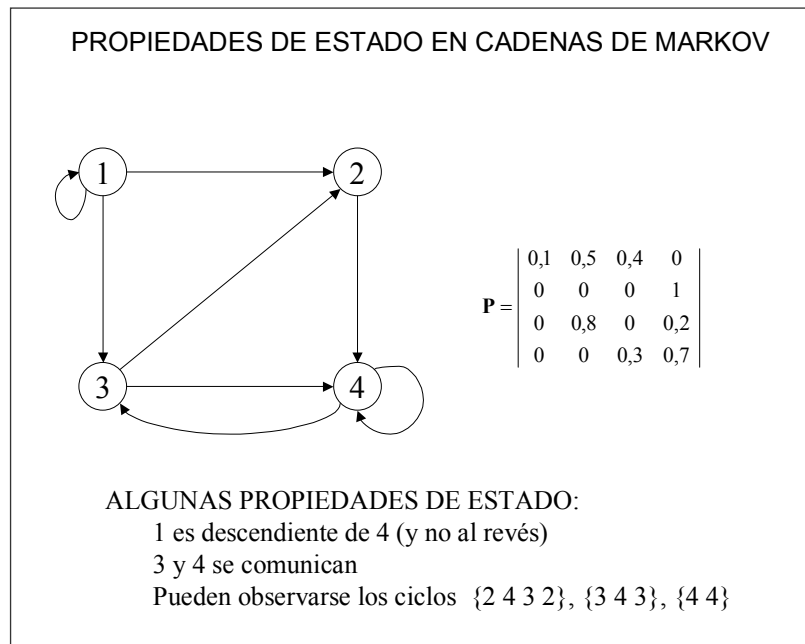 PROPIEDADES DE ESTADO EN CADENAS DE MARKOV
1
2
3
4
P =
0,1 0,5 0,4 0
0 0 0 1
0 0,8 0 0,2
0 0 0,3 0,7
ALGUNAS PROPIEDADES DE ESTADO:
1 es descendiente de 4 (y no al revés)
3 y 4 se comunican
Pueden observarse los ciclos {2 4 3 2}, {3 4 3}, {4 4}